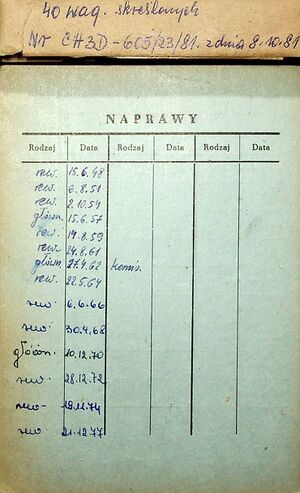 40 wag. skreślonych
Nr CH3D-605/23/81. z dnia 8.10.81
NAPRAWY
Rodzaj Data Rodzaj Data Rodzaj Data
rew. 15.6.48
rew. 6.8.51
rew. 2.10.54
główn. 15.6.57
rew. 14.8.59
rew. 24.8.61
główn 27.4.62 komis.
rew. 22.5.64
rew 6.6.66
rew. 30.4.68
główn. 10.12.70
rew. 28.12.72
rew- 19.12.74
rew. 21.12.77